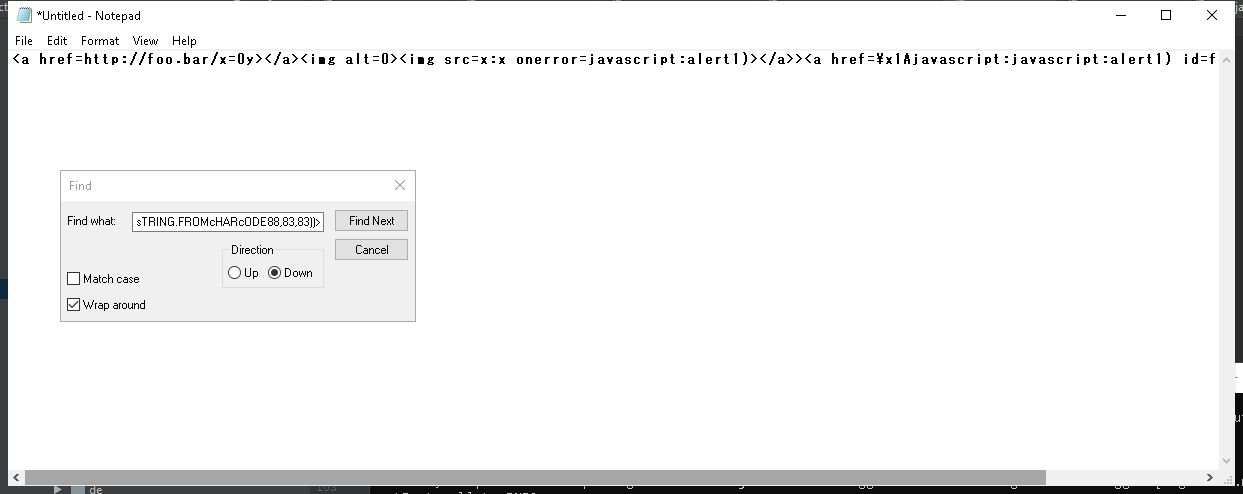 *Untitled - Notepad
File Edit Format View Help
<a href=http://foo.bar/x=0y></a><img alt=0><img src=x:x onerror=javascript:alert1)></a>><a href=¥x1Ajavascript:javascript:alert1) id=f
Find
Find what: sTRING.FROMcHARcODE88,83,83))> Find Next
Direction Cancel
Up Down
Match case
Wrap around
de
103